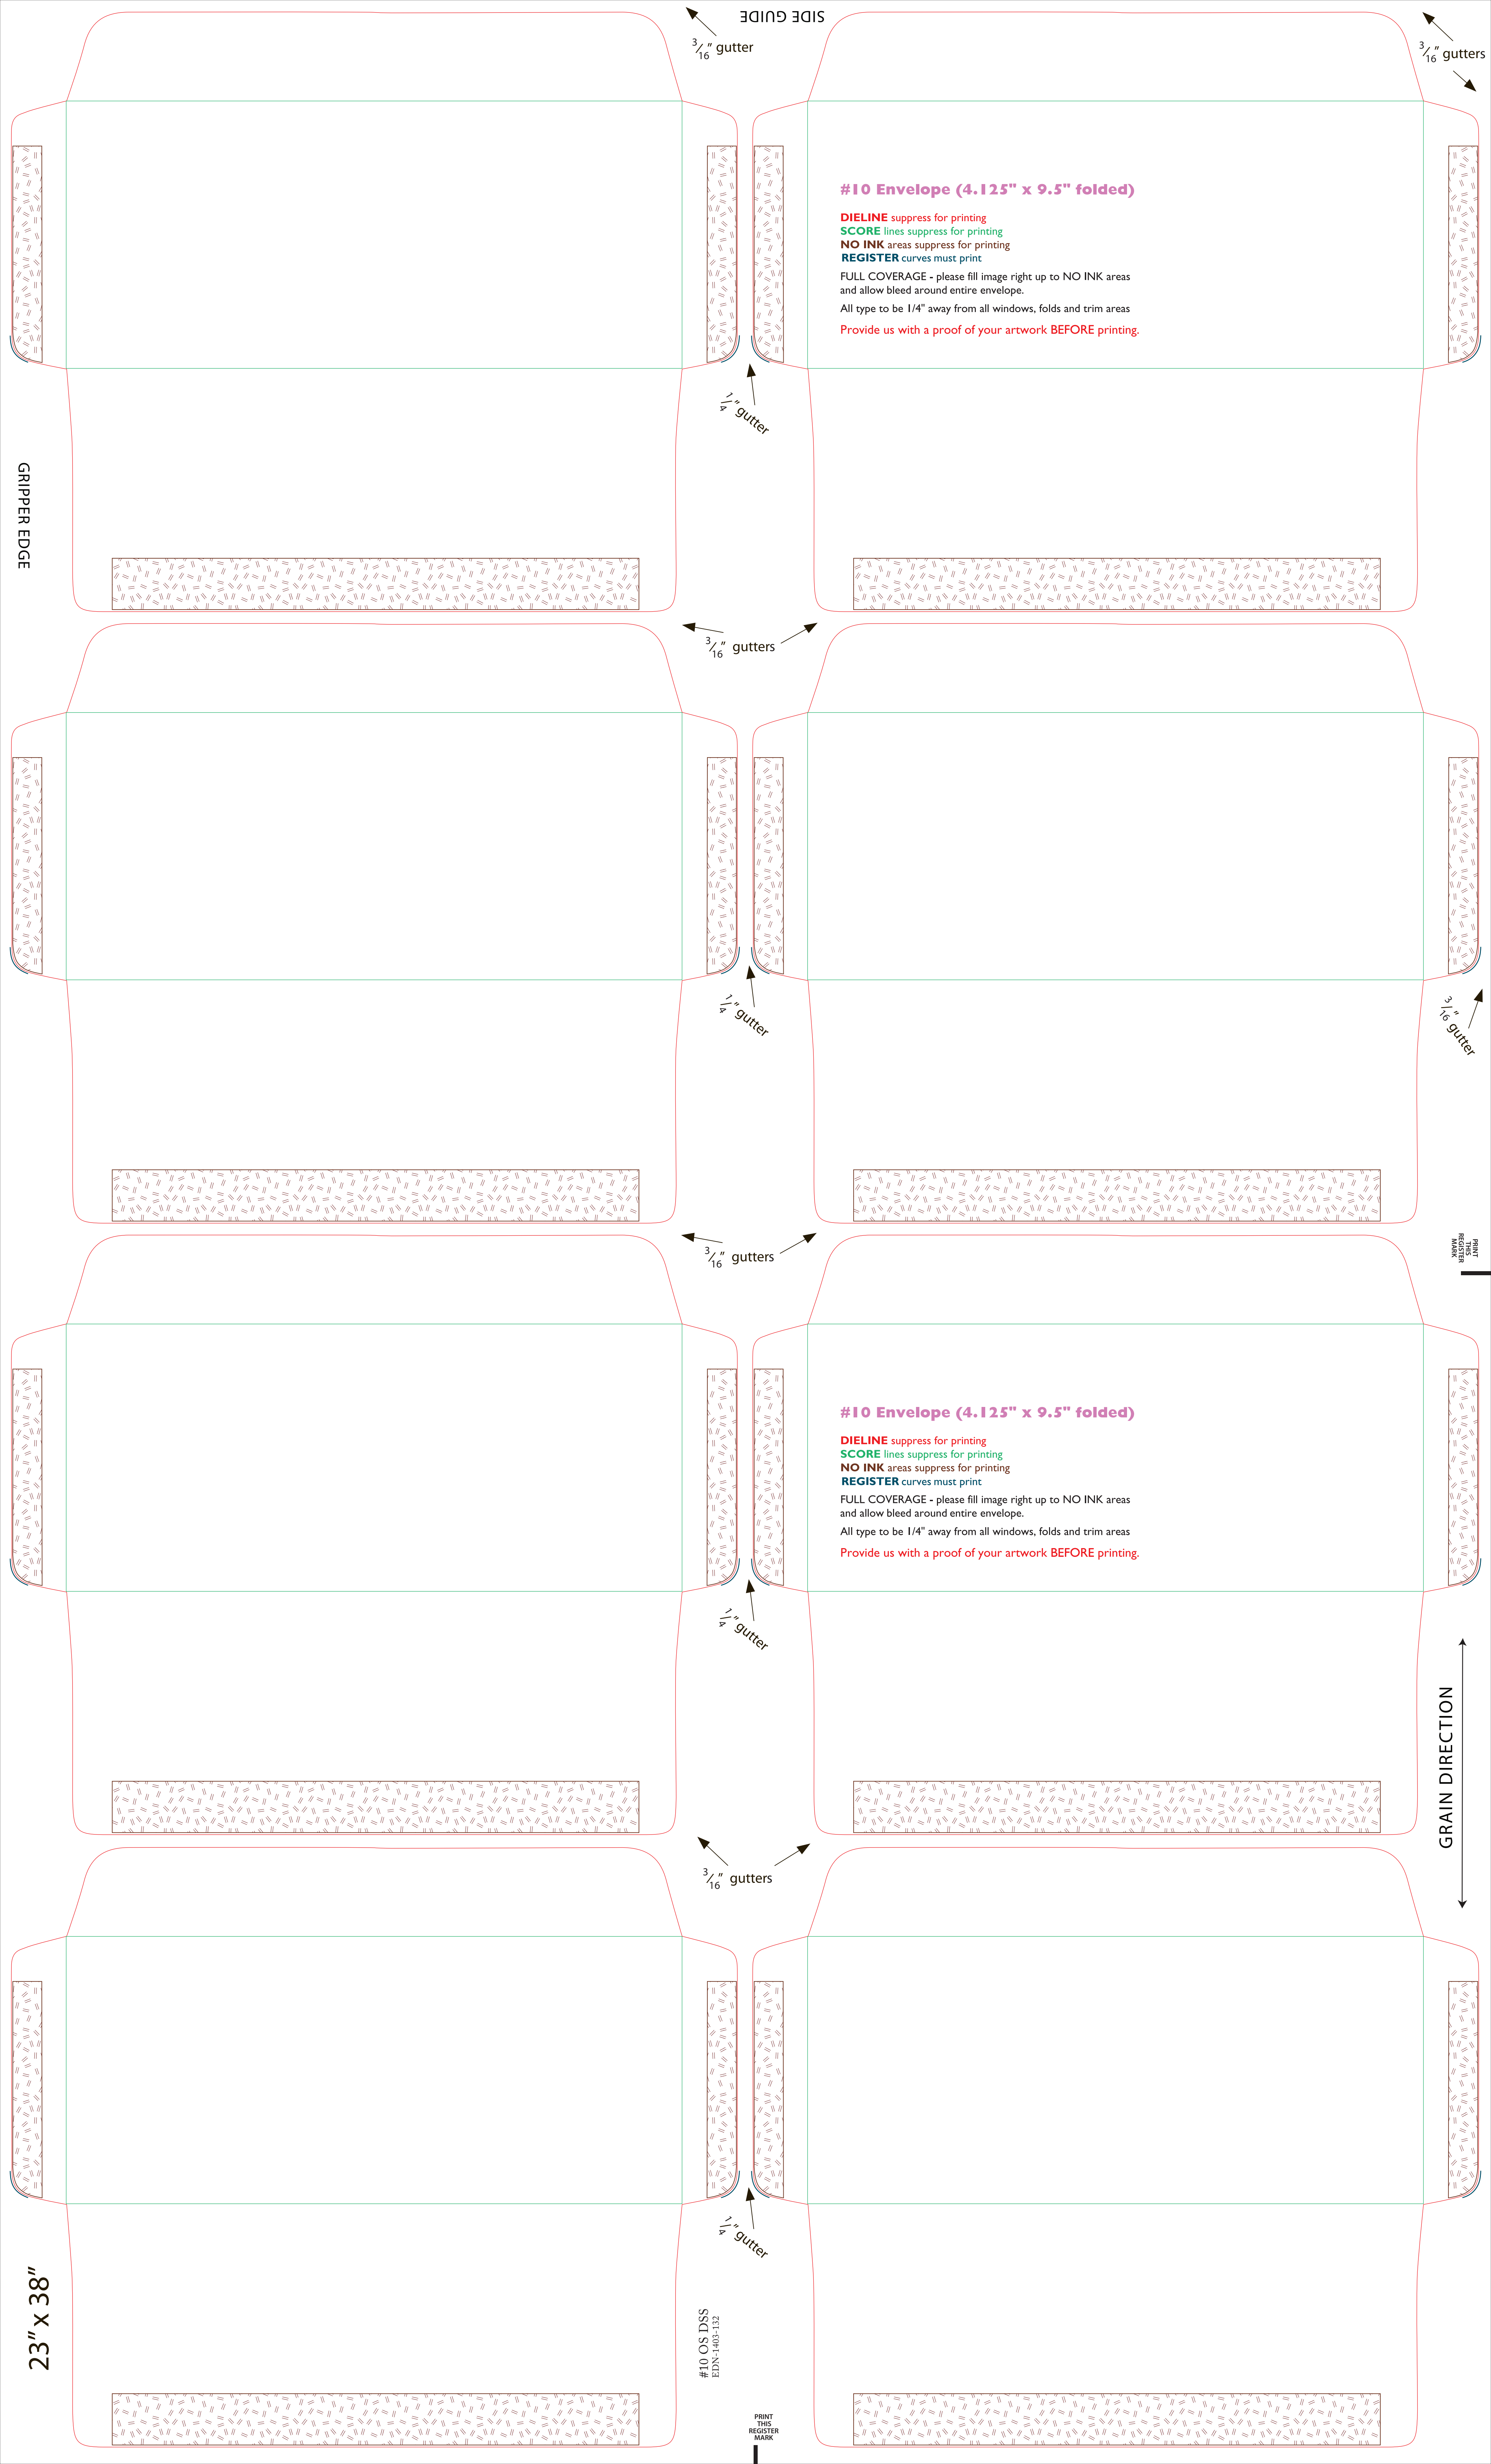 SIDE GUIDE
3/16" gutter
3/16" gutters
#10 Envelope (4.125" x 9.5" folded)
DIELINE suppress for printing
SCORE lines suppress for printing
NO INK areas suppress for printing
REGISTER curves must print
FULL COVERAGE - please fill image right up to NO INK areas
and allow bleed around entire envelope.
All type to be 1/4" away from all windows, folds and trim areas
Provide us with a proof of your artwork BEFORE printing.
1/4" gutter
GRIPPER EDGE
3/16" gutters
1/4" gutter
3/16" gutter
3/16" gutters
PRINT
THIS
REGISTER
MARK
#10 Envelope (4.125" x 9.5" folded)
DIELINE suppress for printing
SCORE lines suppress for printing
NO INK areas suppress for printing
REGISTER curves must print
FULL COVERAGE - please fill image right up to NO INK areas
and allow bleed around entire envelope.
All type to be 1/4" away from all windows, folds and trim areas
Provide us with a proof of your artwork BEFORE printing.
1/4" gutter
GRAIN DIRECTION
3/16" gutters
1/4" gutter
23" x 38"
#10 OS DSS
EDN-1403-132
PRINT
THIS
REGISTER
MARK